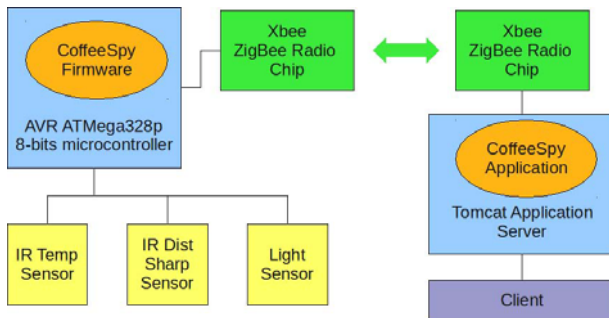 CoffeeSpy
Firmware
AVR ATMega328p
8-bits microcontroller
Xbee
ZigBee Radio
Chip
Xbee
ZigBee Radio
Chip
CoffeeSpy
Application
Tomcat Application
Server
IR Temp
Sensor
IR Dist
Sharp
Sensor
Light
Sensor
Client